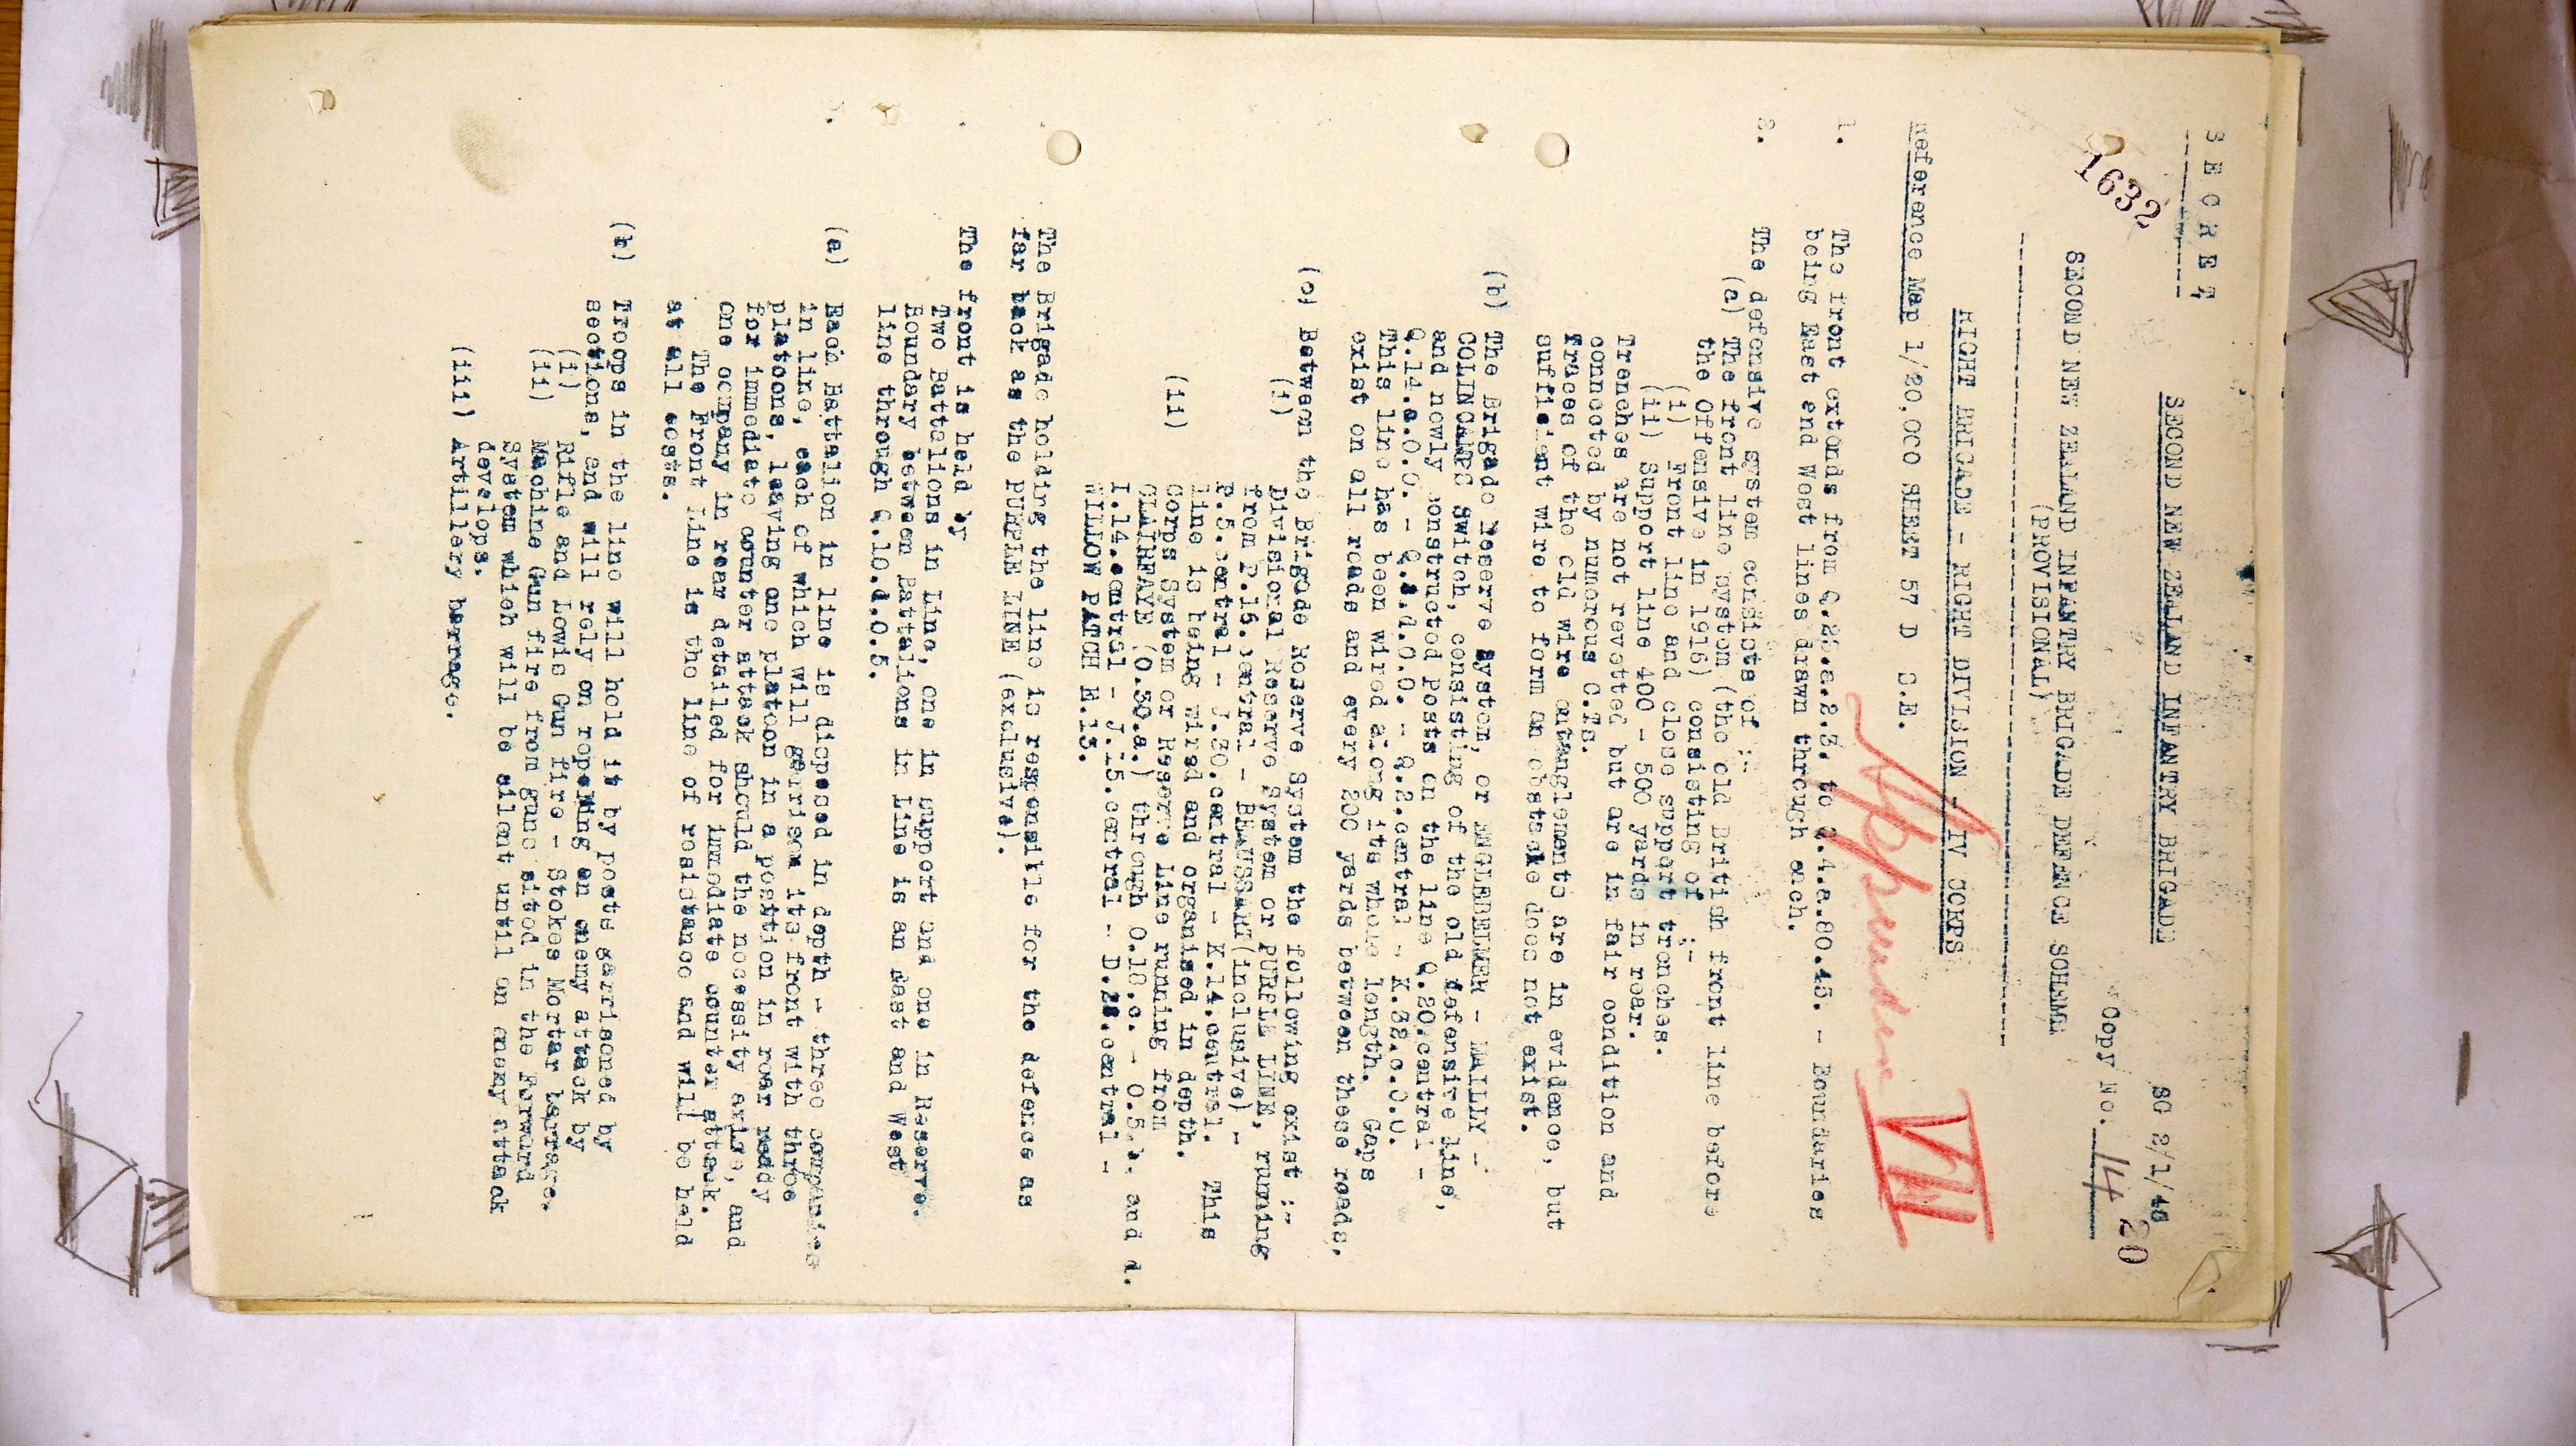 S E C R E T
SECOND NEW ZEALAND INFANTRY BRIGADE
SG 2/1/48
1632
Copy No. 14 20
SECOND NEW ZEALAND INFANTRY BRIGADE DEFENCE SCHEME
(PROVISIONAL)
RIGHT BRIGADE - RIGHT DIVISION - IV CORPS
Reference Map 1/20,000 SHEET 57 D S.E.
Appendix VII
1. The front extends from to - Boundaries
being East and West lines drawn through each.
2. The defensive system consists of :-
(a) The front line system (the old British front line before
the Offensive in 1916) consisting of :-
(i) Front line and close support trenches.
(ii) Support line 400 - 500 yards in rear.
Trenches are not revetted but are in fair condition and
connected by numerous C.Ts.
Traces of the old wire entanglements are in evidence, but
sufficient wire to form an obstacle does not exist.
(b) The Brigade Reserve System, or ENGLEBELMER - MAILLY -
COLINCAMPS Switch, consisting of the old defensive line,
and newly constructed Posts on the line Q.20.central -
Q.14.a.0.0. - - Q.2.central -
This line has been wired along its whole length. Gaps
exist on all roads and every 200 yards between these roads.
(c) Between the Brigade Reserve System the following exist :-
(i) Divisional Reserve System or PURPLE LINE, running
from P.16.central - BEAUSSART(inclusive) -
- K.14.central. This
line is being wired and organised in depth.
(ii) Corps System or Reserve Line running from
CLAIRFAYE (O.30.a.) through O.18.c. - and d.
I.14.central - J.15.central - -
WILLOW PATCH E.13.
The Brigade holding the line is responsible for the defence as
far back as the PURPLE LINE (exclusive).
The front is held by
Two Battalions in Line, one in support and one in Reserve.
Boundary between Battalions in Line is an East and West
line through Q.10.d.0.5.
(a) Each Battalion in line is disposed in depth - three companies
in line, each of which will garrison its front with three
platoons, leaving one platoon in a position in rear ready
for immediate counter attack should the necessity arise, and
one company in rear detailed for immediate counter attack.
The Front Line is the line of resistance and will be held
at all costs.
(b) Troops in the line will hold it by posts garrisoned by
sections, and will rely on repelling an enemy attack by
(i) Rifle and Lewis Gun fire - Stokes Mortar barrage.
(ii) Machine Gun fire from guns sited in the Forward
System which will be silent until an enemy attack
develops.
(iii) Artillery barrage.